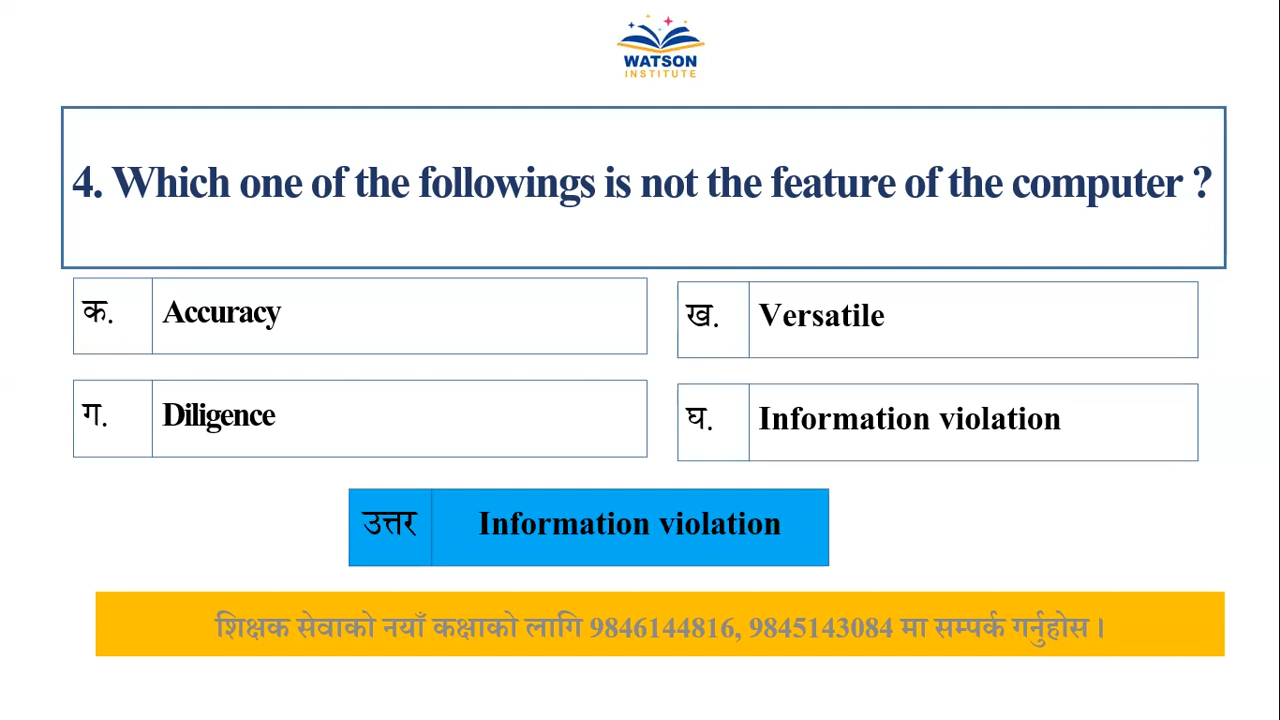 WATSON
INSTITUTE
4. Which one of the followings is not the feature of the computer ?
क. Accuracy
ख. Versatile
ग. Diligence
घ. Information violation
उत्तर Information violation
शिक्षक सेवाको नयाँ कक्षाको लागि 9846144816, 9845143084 मा सम्पर्क गर्नुहोस ।